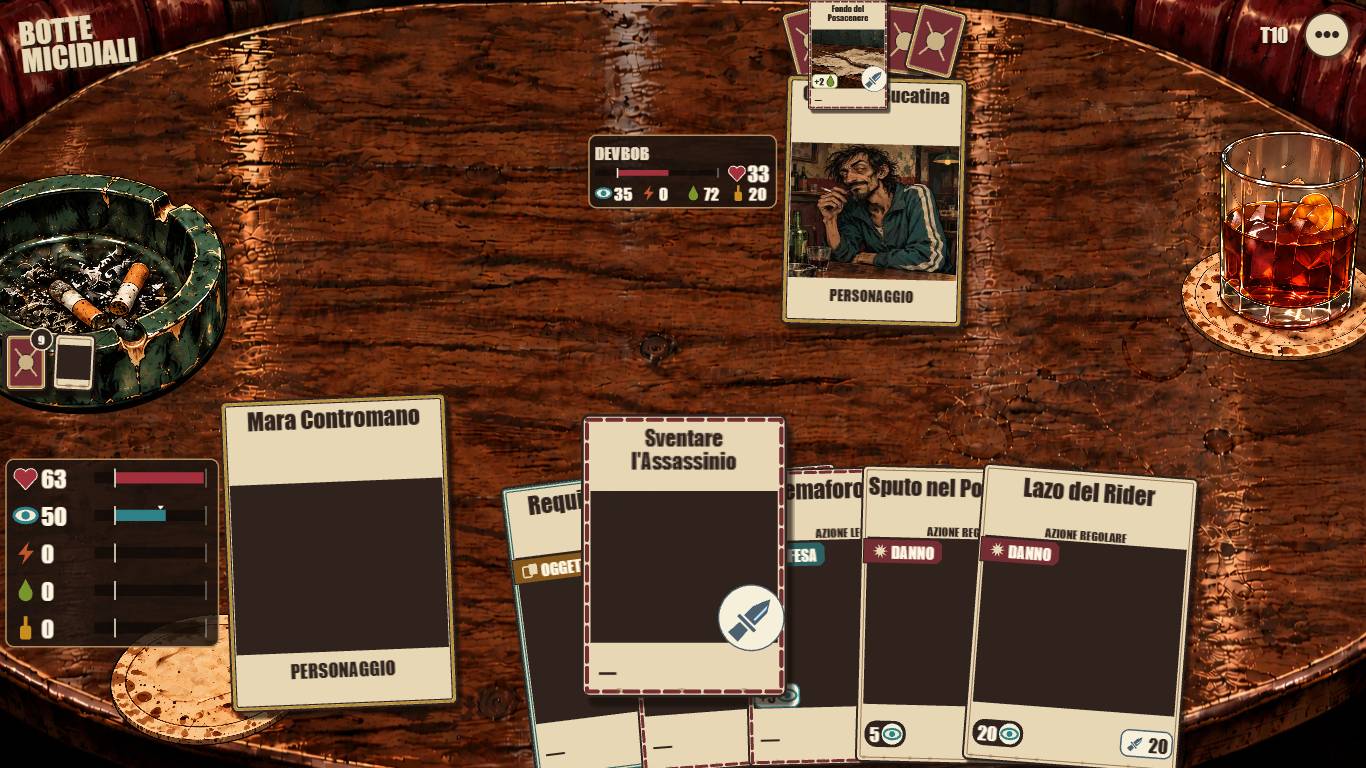 BOTTE
MICIDIALI
Fondo del
Posacenere
+2
T10
ucatina
DEVBOB
33
35
0
72
20
PERSONAGGIO
9
Mara Contromano
PERSONAGGIO
63
50
0
0
0
Requi
OGGET
—
—
Sventare
l'Assassinio
—
emaforo
AZIONE LE
FESA
—
Sputo nel Po
AZIONE REG
DANNO
5
Lazo del Rider
AZIONE REGOLARE
DANNO
20
20